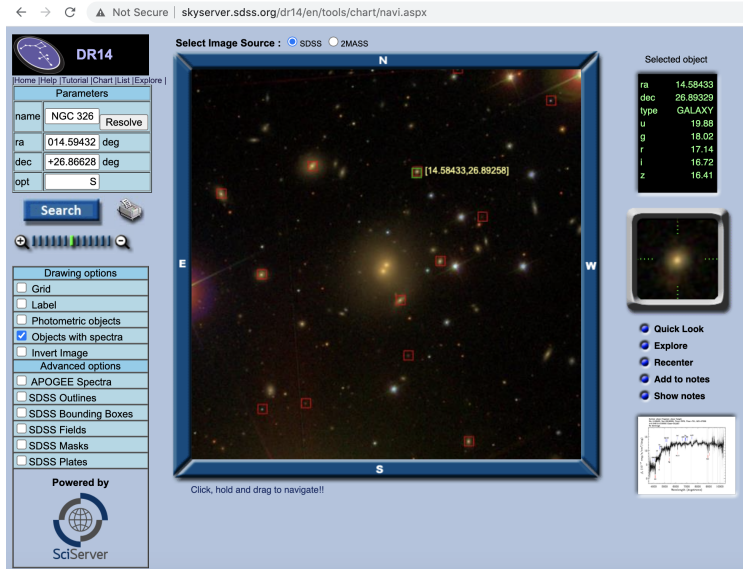 Not Secure | skyserver.sdss.org/dr14/en/tools/chart/navi.aspx
DR14
|Home |Help |Tutorial |Chart |List |Explore |
Parameters
name NGC 326 Resolve
ra 014.59432 deg
dec +26.86628 deg
opt S
Search
Drawing options
Grid
Label
Photometric objects
Objects with spectra
Invert Image
Advanced options
APOGEE Spectra
SDSS Outlines
SDSS Bounding Boxes
SDSS Fields
SDSS Masks
SDSS Plates
Powered by
SciServer
Select Image Source : SDSS 2MASS
N
[14.58433,26.89258]
E
W
S
Click, hold and drag to navigate!!
Selected object
ra 14.58433
dec 26.89329
type GALAXY
u 19.88
g 18.02
r 17.14
i 16.72
z 16.41
Quick Look
Explore
Recenter
Add to notes
Show notes